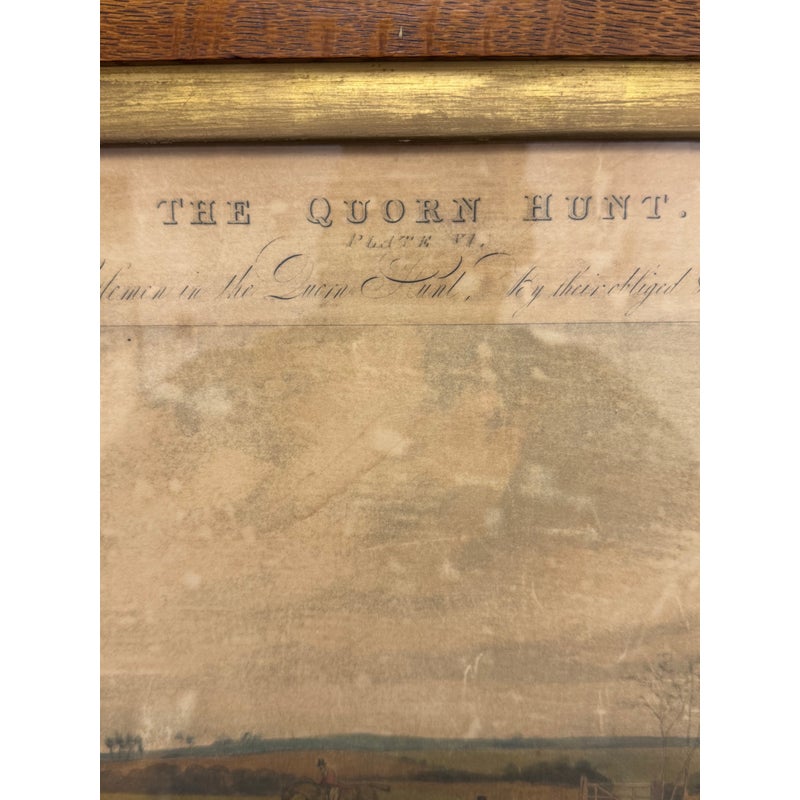 THE QUORN HUNT.
PLATE VI.
lemen in the Quorn Hunt, by their obliged